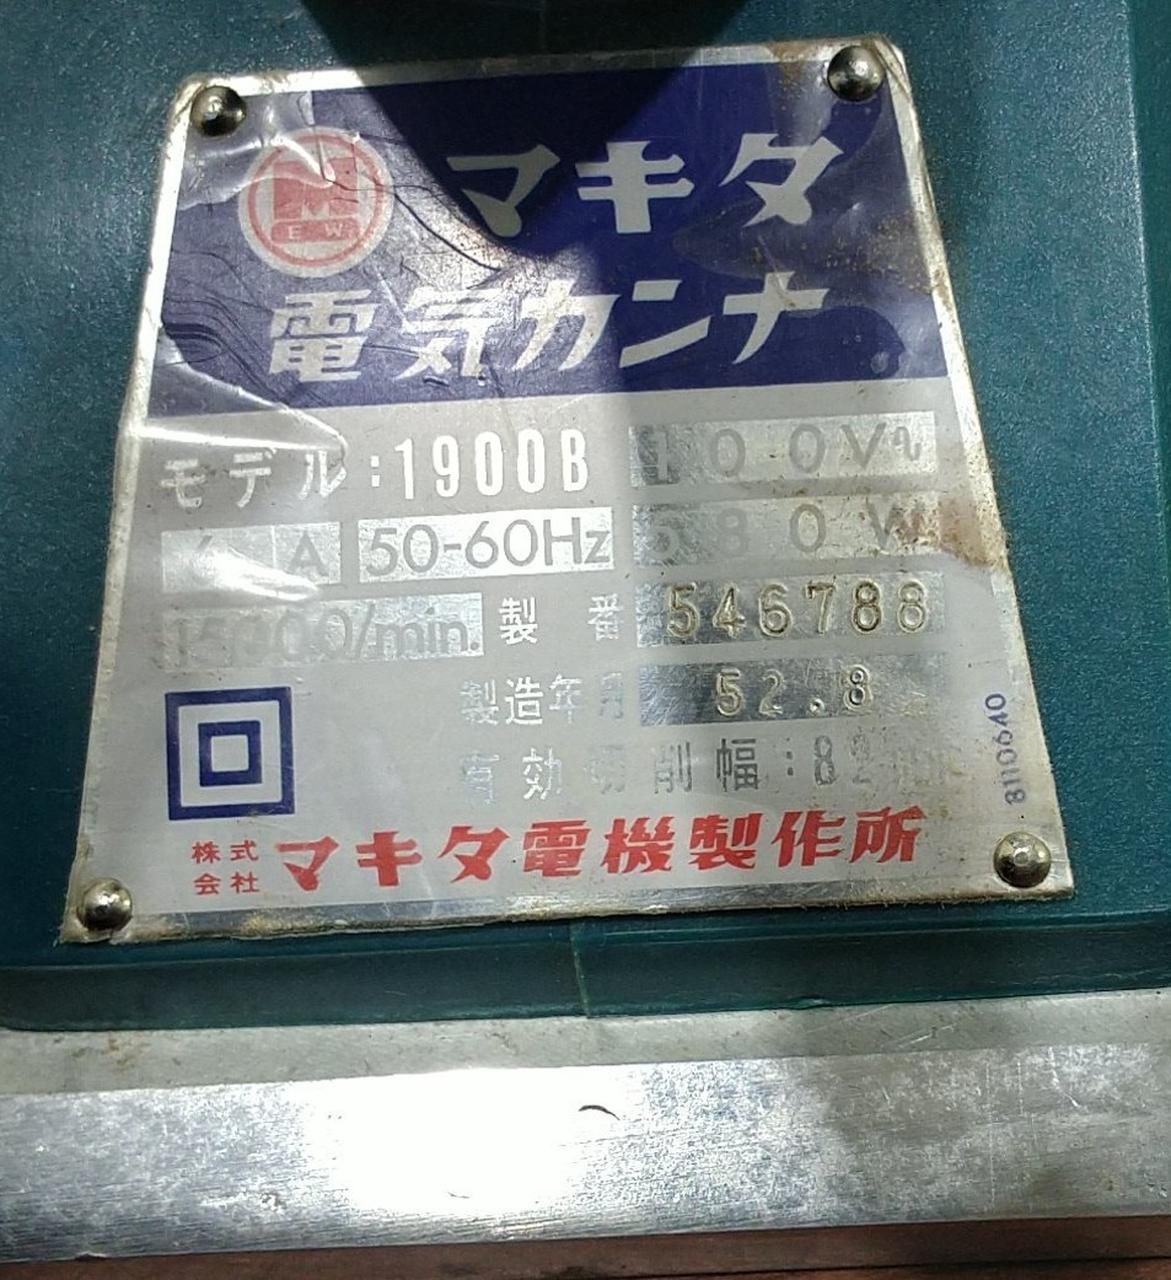 M
E W
マキタ
電気カンナ
モデル:1900B 100V∿
6 A 50-60Hz 580W
/min. 製番 546788
製造年月 52.8
有効切削幅:82
株式会社 マキタ電機製作所
8110640